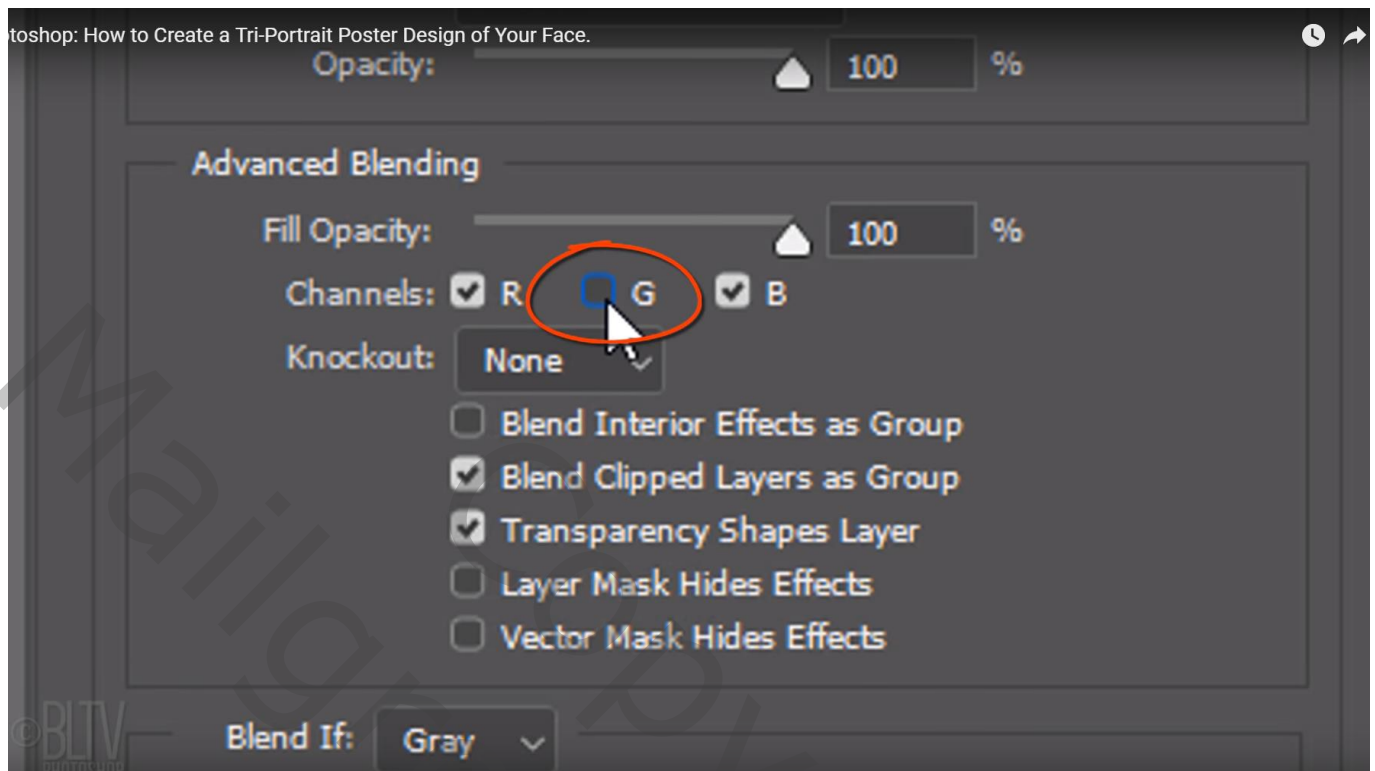 toshop: How to Create a Tri-Portrait Poster Design of Your Face.
Opacity: 100 %
Advanced Blending
Fill Opacity: 100 %
Channels: R G B
Knockout: None
Blend Interior Effects as Group
Blend Clipped Layers as Group
Transparency Shapes Layer
Layer Mask Hides Effects
Vector Mask Hides Effects
Blend If: Gray
©BLTV
PHOTOSHOP
Copy